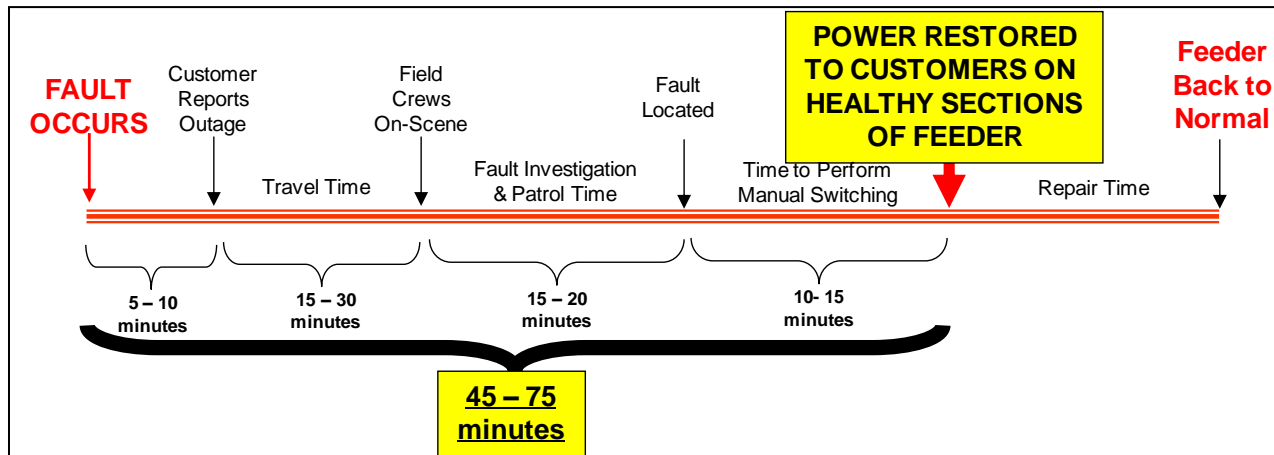 FAULT
OCCURS
Customer
Reports
Outage
Travel Time
Field
Crews
On-Scene
Fault Investigation
& Patrol Time
Fault
Located
Time to Perform
Manual Switching
POWER RESTORED
TO CUSTOMERS ON
HEALTHY SECTIONS
OF FEEDER
Repair Time
Feeder
Back to
Normal
5 – 10
minutes
15 – 30
minutes
15 – 20
minutes
10- 15
minutes
45 – 75
minutes